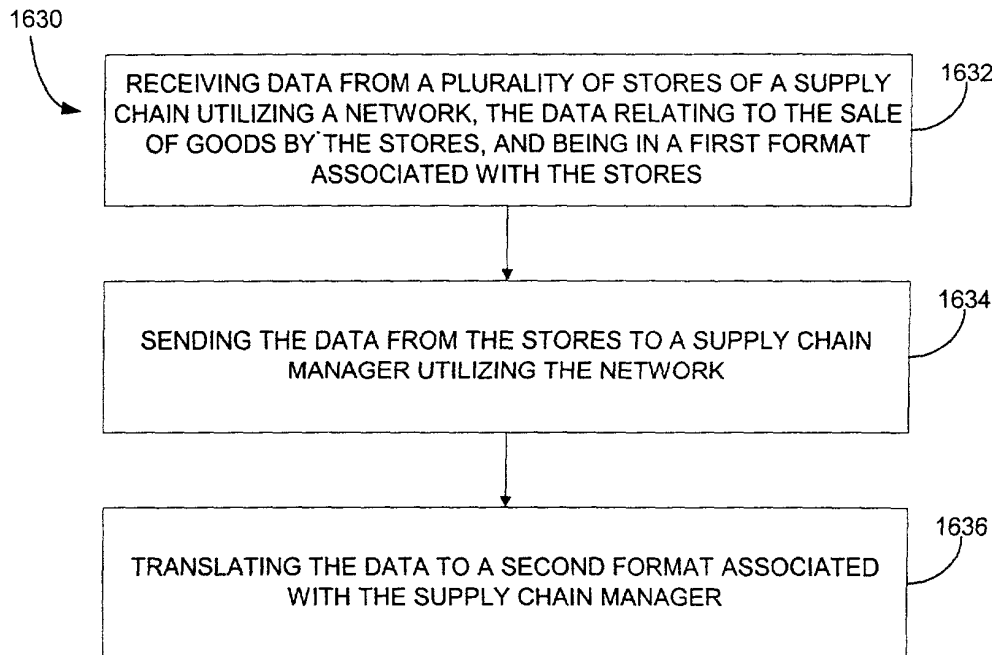 1630
RECEIVING DATA FROM A PLURALITY OF STORES OF A SUPPLY
CHAIN UTILIZING A NETWORK, THE DATA RELATING TO THE SALE
OF GOODS BY THE STORES, AND BEING IN A FIRST FORMAT
ASSOCIATED WITH THE STORES
1632
SENDING THE DATA FROM THE STORES TO A SUPPLY CHAIN
MANAGER UTILIZING THE NETWORK
1634
TRANSLATING THE DATA TO A SECOND FORMAT ASSOCIATED
WITH THE SUPPLY CHAIN MANAGER
1636